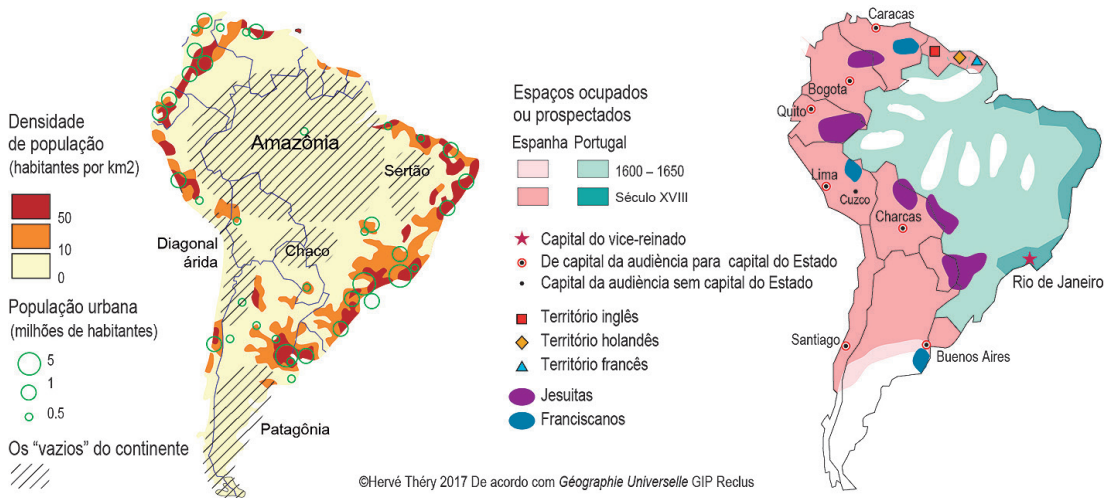 Densidade
de população
(habitantes por km2)
50
10
0
População urbana
(milhões de habitantes)
5
1
0.5
Os “vazios” do continente
Amazônia
Sértão
Diagonal
árida
Chaco
Patagônia
Espaços ocupados
ou prospectados
Espanha Portugal
1600 – 1650
Século XVIII
Capital do vice-reinado
De capital da audiència para capital do Estado
Capital da audiència sem capital do Estado
Território inglês
Território holandês
Território francês
Jesuitas
Franciscanos
Caracas
Bogota
Quito
Lima
Cuzco
Charcas
Rio de Janeiro
Santiago
Buenos Aires
©Hervé Théry 2017 De acordo com Géographie Universelle GIP Reclus